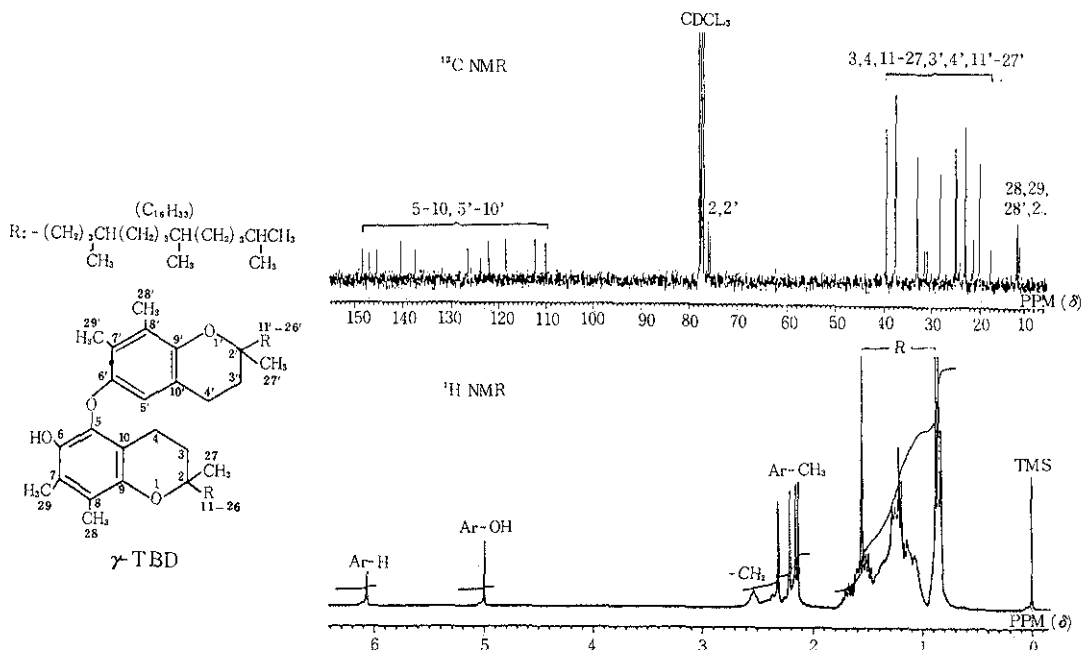 CDCL₃
¹³C NMR
3,4,11-27,3',4',11'-27'
5-10, 5'-10'
2,2'
28,29,
28',2.
150 140 130 120 110 100 90 80 70 60 50 40 30 20 10
PPM (δ)
(C₁₆H₃₃)
R: -(CH₂)₃CH(CH₂)₃CH(CH₂)₃CHCH₃
CH₃ CH₃ CH₃
28'
CH₃
29'
H₃C 7' 18' 9' O 1' 11'-26'
R
2' CH₃
27'
6' 5' 10' 4' 3'
O
5
HO 6 10 4
3 27
CH₃
7 8 9 O 1 2
R
11-26
H₃C
29
CH₃
28
γ-TBD
¹H NMR
R
Ar-CH₃
TMS
Ar-OH
Ar-H
-CH₂
6 5 4 3 2 1 0
PPM (δ)